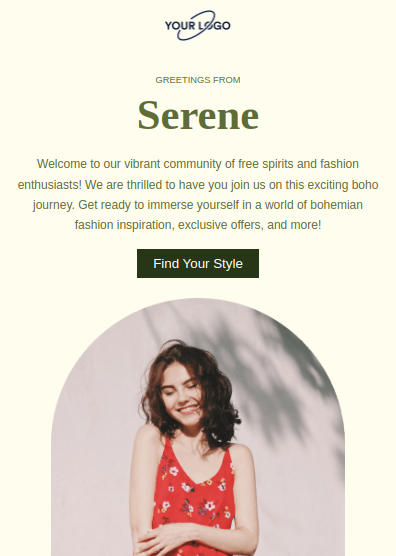 YOUR LOGO
GREETINGS FROM
Serene
Welcome to our vibrant community of free spirits and fashion
enthusiasts! We are thrilled to have you join us on this exciting boho
journey. Get ready to immerse yourself in a world of bohemian
fashion inspiration, exclusive offers, and more!
Find Your Style